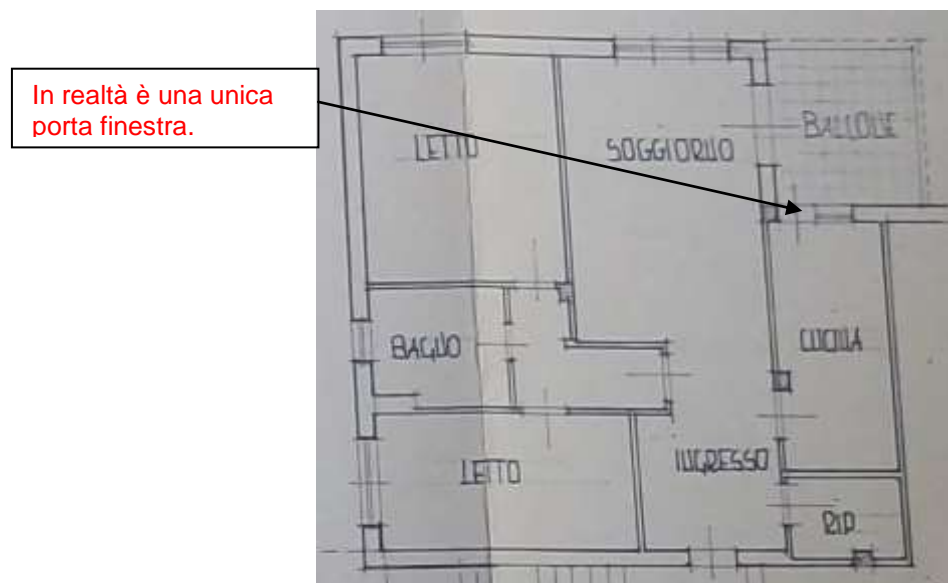 In realtà è una unica
porta finestra.
LETTO
SOGGIORNO
BALCONE
BAGNO
CUCINA
LETTO
INGRESSO
RIP.